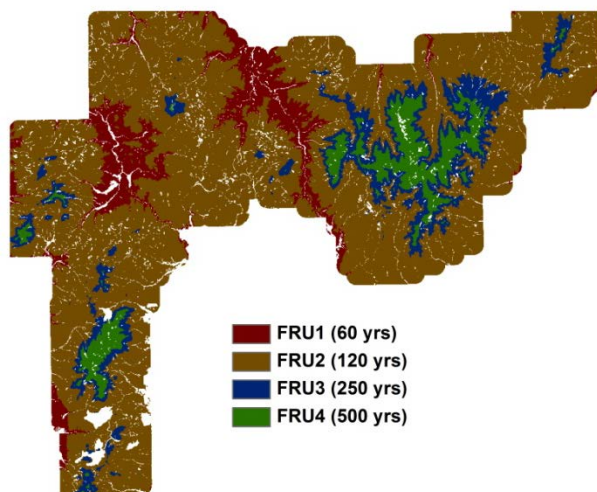 FRU1 (60 yrs)
FRU2 (120 yrs)
FRU3 (250 yrs)
FRU4 (500 yrs)